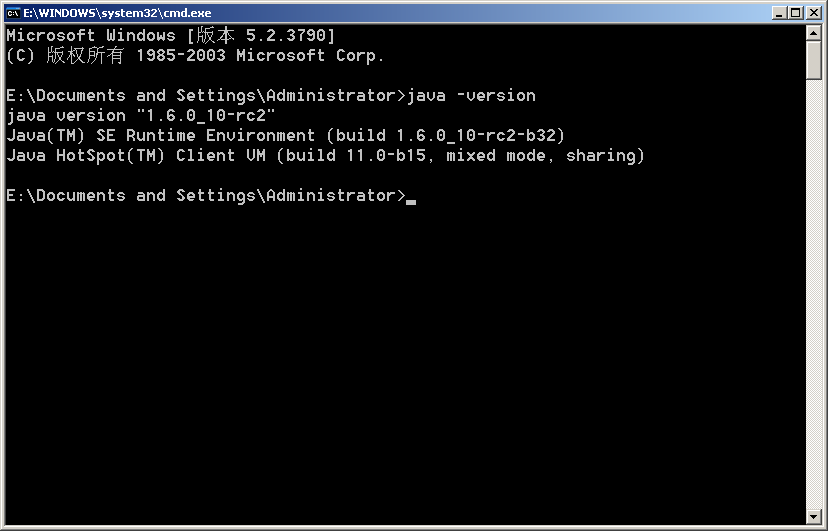 E:\WINDOWS\system32\cmd.exe
Microsoft Windows [版本 5.2.3790]
(C) 版权所有 1985-2003 Microsoft Corp.
E:\Documents and Settings\Administrator>java -version
java version "1.6.0_10-rc2"
Java(TM) SE Runtime Environment (build 1.6.0_10-rc2-b32)
Java HotSpot(TM) Client VM (build 11.0-b15, mixed mode, sharing)
E:\Documents and Settings\Administrator>_